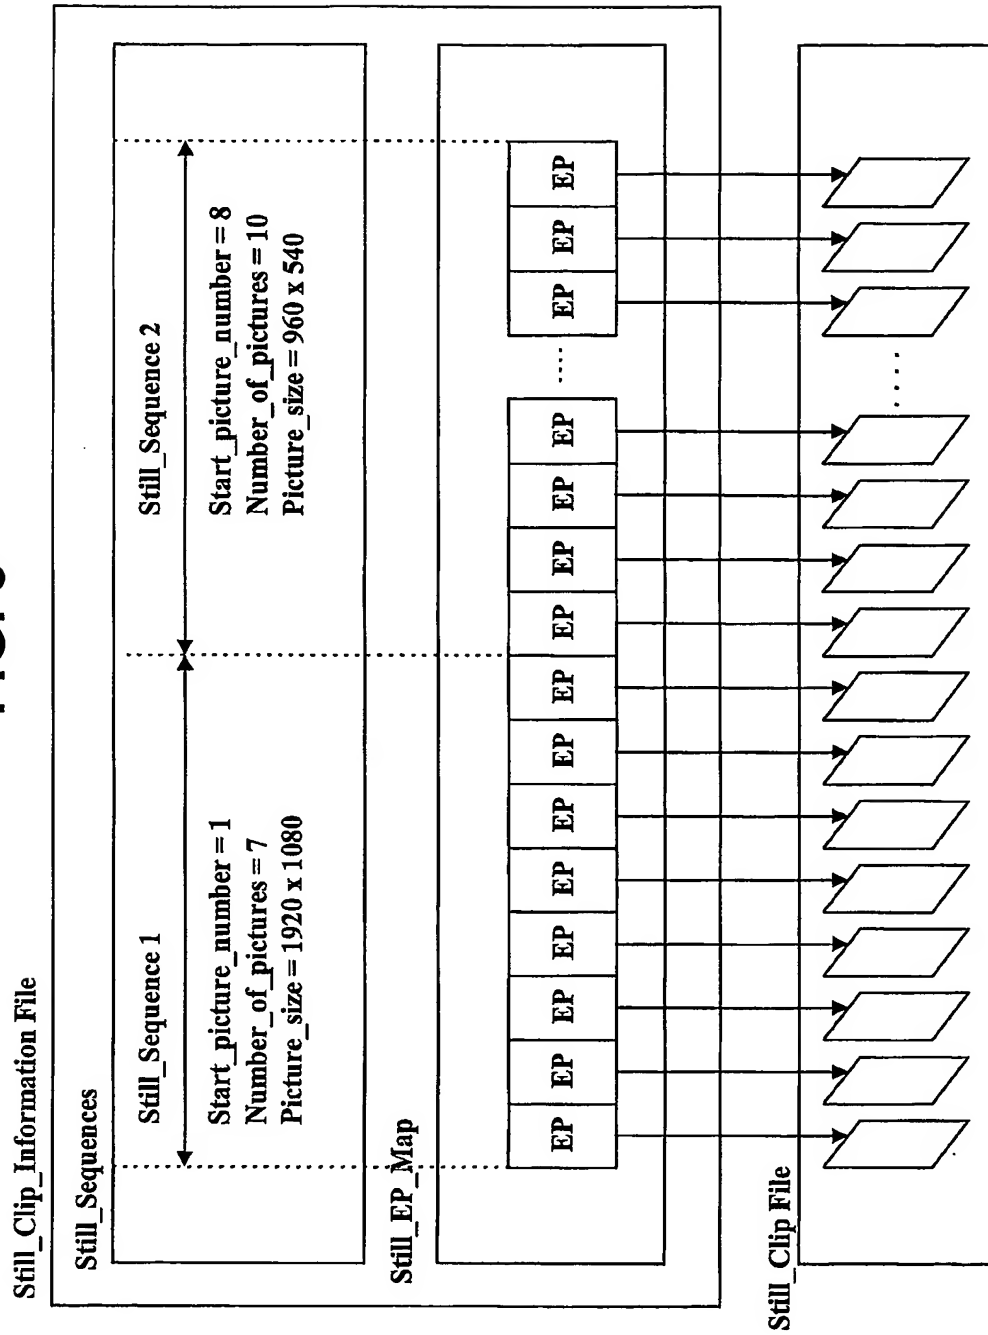 Still_Clip_Information File
Still_Sequences
Still_Sequence 1
Start_picture_number = 1
Number_of_pictures = 7
Picture_size = 1920 x 1080
Still_Sequence 2
Start_picture_number = 8
Number_of_pictures = 10
Picture_size = 960 x 540
Still_EP_Map
EP EP EP EP EP EP EP EP EP EP EP EP ..... EP EP EP
Still_Clip File
.....